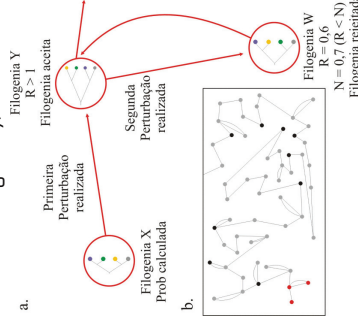 a.
Filogenia X
Prob calculada
Primeira
Perturbação
realizada
Filogenia Y
R > 1
Filogenia aceita
Segunda
Perturbação
realizada
Filogenia W
R = 0,6
N = 0,7 (R < N)
Filogenia rejeitada
b.